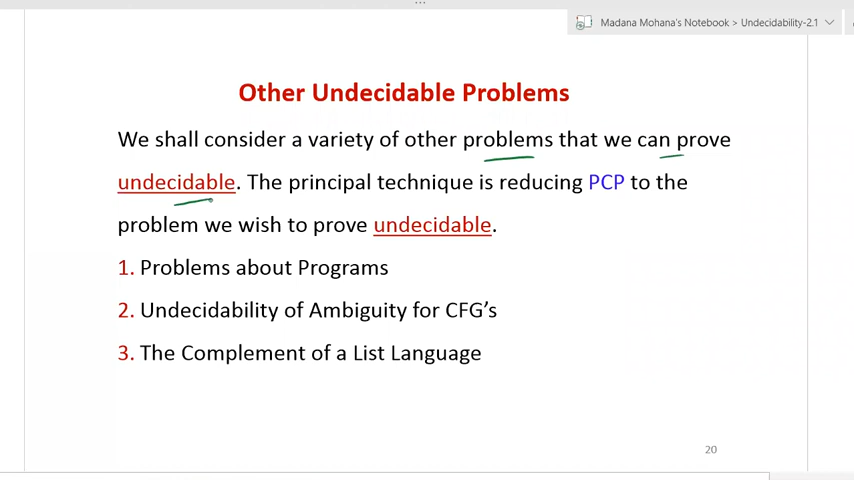 Madana Mohana's Notebook > Undecidability-2.1
Other Undecidable Problems
We shall consider a variety of other problems that we can prove
undecidable. The principal technique is reducing PCP to the
problem we wish to prove undecidable.
1. Problems about Programs
2. Undecidability of Ambiguity for CFG’s
3. The Complement of a List Language
20